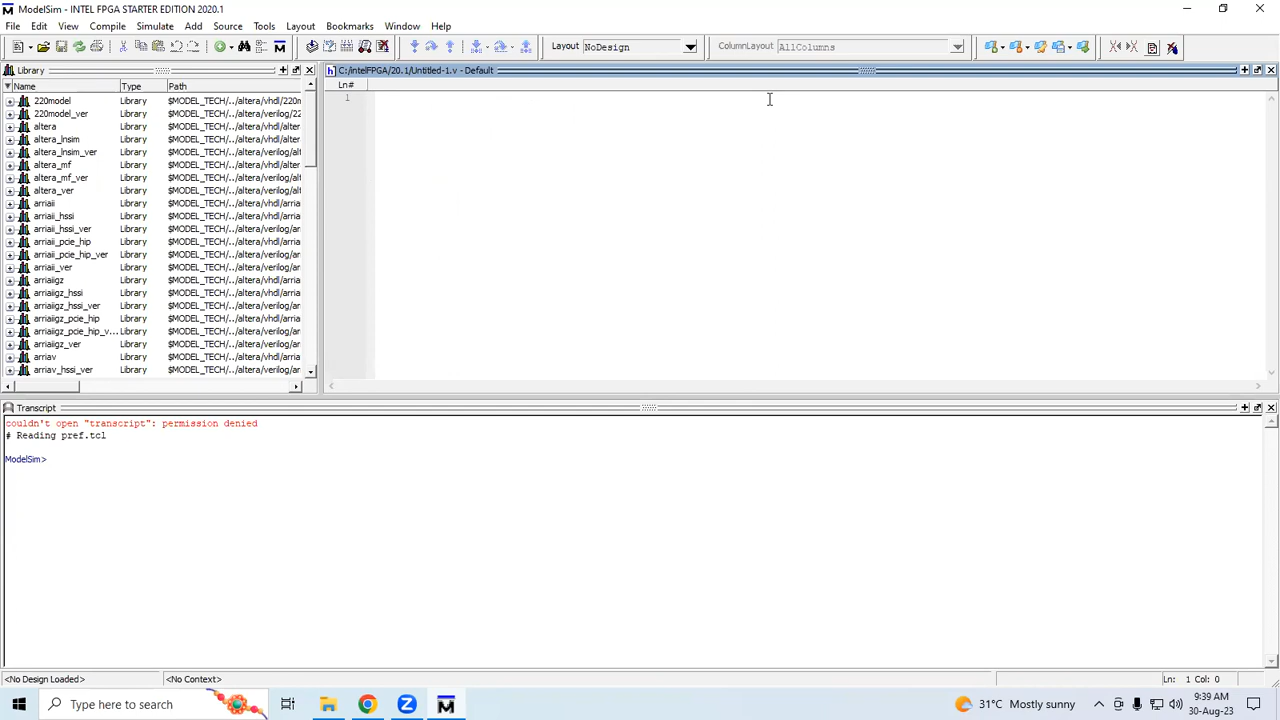 ModelSim - INTEL FPGA STARTER EDITION 2020.1
File Edit View Compile Simulate Add Source Tools Layout Bookmarks Window Help
Layout NoDesign ColumnLayout AllColumns
Library
Name Type Path
220model Library $MODEL_TECH/../altera/vhdl/220m
220model_ver Library $MODEL_TECH/../altera/verilog/22
altera Library $MODEL_TECH/../altera/vhdl/alter
altera_lnsim Library $MODEL_TECH/../altera/vhdl/alter
altera_lnsim_ver Library $MODEL_TECH/../altera/verilog/al
altera_mf Library $MODEL_TECH/../altera/vhdl/alter
altera_mf_ver Library $MODEL_TECH/../altera/verilog/al
altera_ver Library $MODEL_TECH/../altera/verilog/al
arriaii Library $MODEL_TECH/../altera/vhdl/arria
arriaii_hssi Library $MODEL_TECH/../altera/vhdl/arria
arriaii_hssi_ver Library $MODEL_TECH/../altera/verilog/ar
arriaii_pcie_hip Library $MODEL_TECH/../altera/vhdl/arria
arriaii_pcie_hip_ver Library $MODEL_TECH/../altera/verilog/ar
arriaii_ver Library $MODEL_TECH/../altera/verilog/ar
arriaiigz Library $MODEL_TECH/../altera/vhdl/arria
arriaiigz_hssi Library $MODEL_TECH/../altera/vhdl/arria
arriaiigz_hssi_ver Library $MODEL_TECH/../altera/verilog/ar
arriaiigz_pcie_hip Library $MODEL_TECH/../altera/vhdl/arria
arriaiigz_pcie_hip_v... Library $MODEL_TECH/../altera/verilog/ar
arriaiigz_ver Library $MODEL_TECH/../altera/verilog/ar
arriav Library $MODEL_TECH/../altera/vhdl/arria
arriav_hssi_ver Library $MODEL_TECH/../altera/verilog/ar
C:/intelFPGA/20.1/Untitled-1.v - Default
Ln#
1
Transcript
couldn't open "transcript": permission denied
# Reading pref.tcl
ModelSim>
<No Design Loaded> <No Context> Ln: 1 Col: 0
Type here to search
31°C Mostly sunny
9:39 AM
30-Aug-23